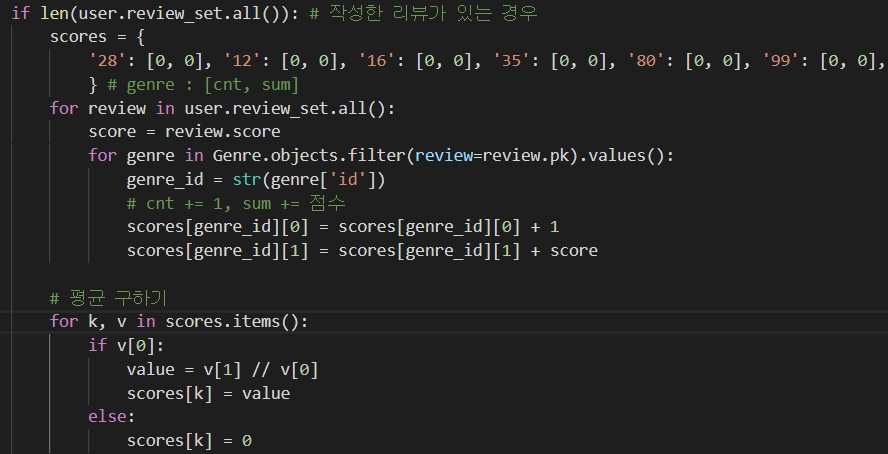 if len(user.review_set.all()): # 작성한 리뷰가 있는 경우
    scores = {
        '28': [0, 0], '12': [0, 0], '16': [0, 0], '35': [0, 0], '80': [0, 0], '99': [0, 0],
        } # genre : [cnt, sum]
    for review in user.review_set.all():
        score = review.score
        for genre in Genre.objects.filter(review=review.pk).values():
            genre_id = str(genre['id'])
            # cnt += 1, sum += 점수
            scores[genre_id][0] = scores[genre_id][0] + 1
            scores[genre_id][1] = scores[genre_id][1] + score
    # 평균 구하기
    for k, v in scores.items():
        if v[0]:
            value = v[1] // v[0]
            scores[k] = value
        else:
            scores[k] = 0